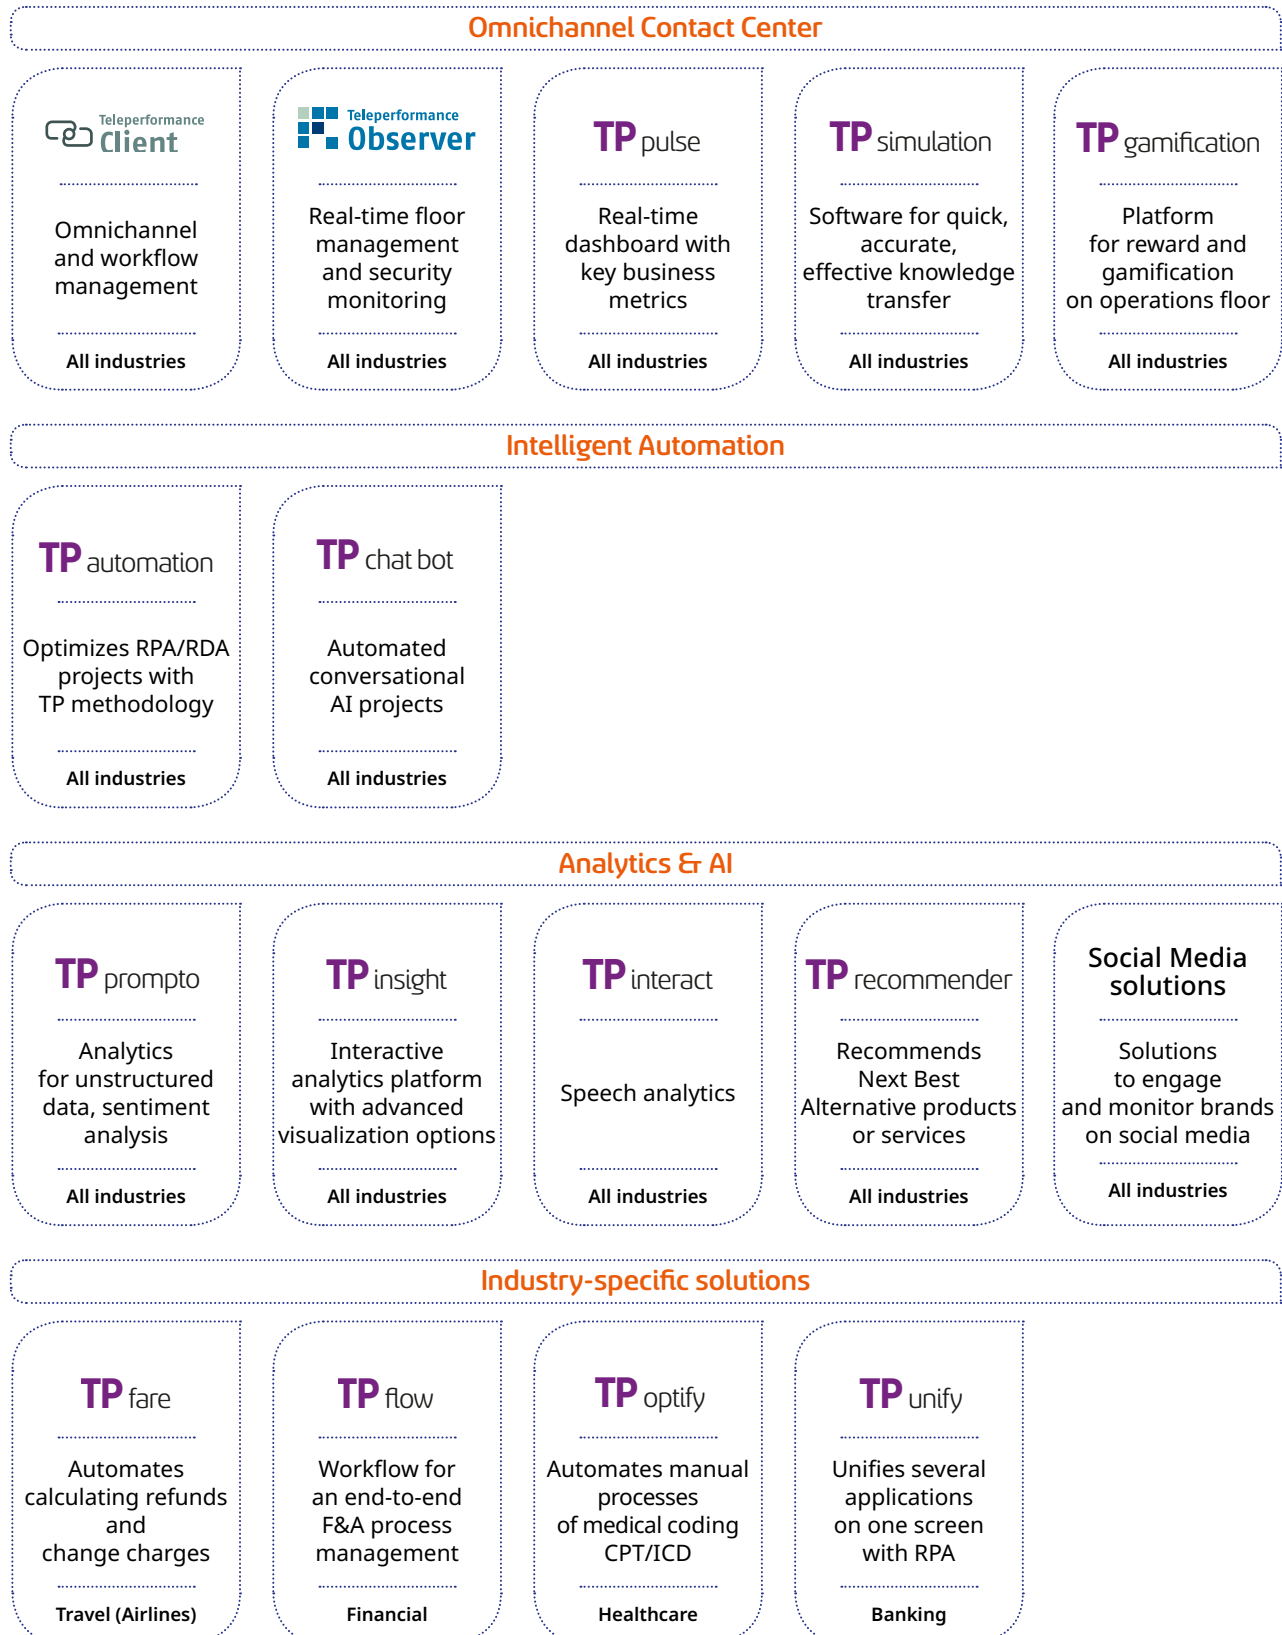 Omnichannel Contact Center
Teleperformance
Client
Omnichannel
and workflow
management
All industries
Teleperformance
Observer
Real-time floor
management
and security
monitoring
All industries
TP pulse
Real-time
dashboard with
key business
metrics
All industries
TP simulation
Software for quick,
accurate,
effective knowledge
transfer
All industries
TP gamification
Platform
for reward and
gamification
on operations floor
All industries
Intelligent Automation
TP automation
Optimizes RPA/RDA
projects with
TP methodology
All industries
TP chat bot
Automated
conversational
AI projects
All industries
Analytics & AI
TP prompto
Analytics
for unstructured
data, sentiment
analysis
All industries
TP insight
Interactive
analytics platform
with advanced
visualization options
All industries
TP interact
Speech analytics
All industries
TP recommender
Recommends
Next Best
Alternative products
or services
All industries
Social Media
solutions
Solutions
to engage
and monitor brands
on social media
All industries
Industry-specific solutions
TP fare
Automates
calculating refunds
and
change charges
Travel (Airlines)
TP flow
Workflow for
an end-to-end
F&A process
management
Financial
TP optify
Automates manual
processes
of medical coding
CPT/ICD
Healthcare
TP unify
Unifies several
applications
on one screen
with RPA
Banking